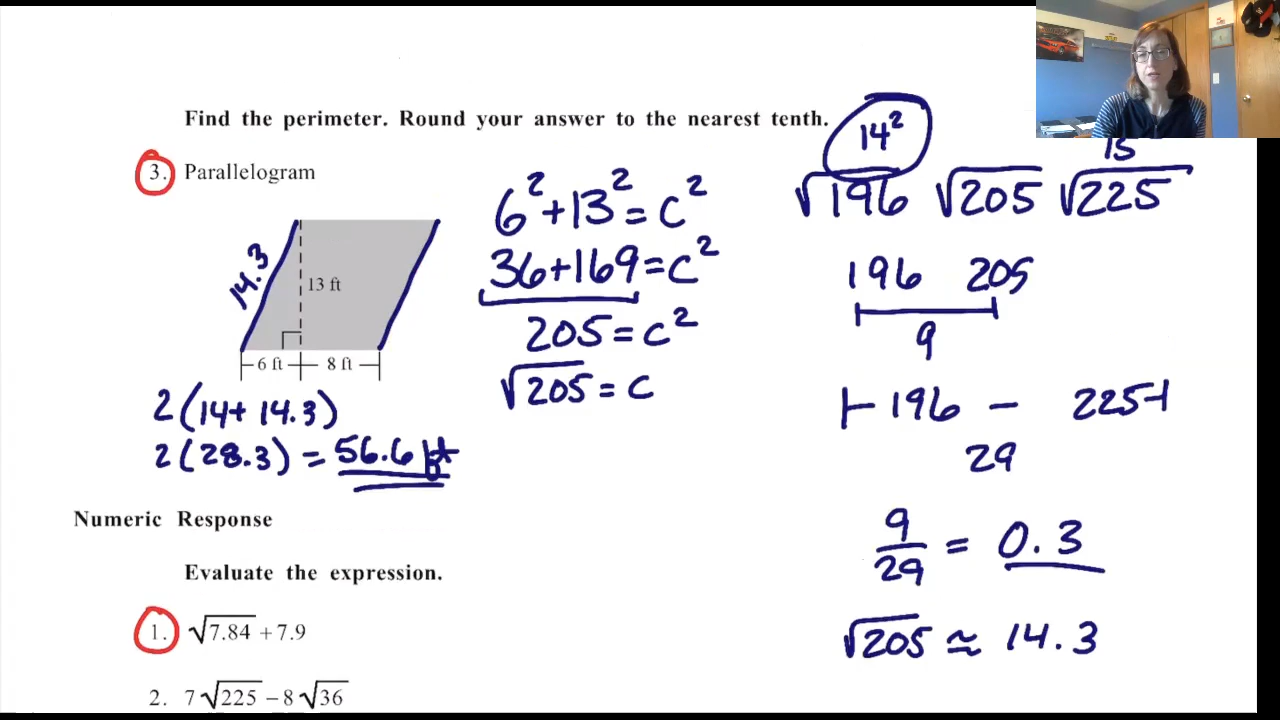 Find the perimeter. Round your answer to the nearest tenth.
3. Parallelogram
14.3
13 ft
6 ft
8 ft
2(14+14.3)
2(28.3) = 56.6 ft
6² + 13² = c²
36 + 169 = c²
205 = c²
√205 = c
14²
15
√196 √205 √225
196 205
9
196 – 225
29
9/29 = 0.3
√205 ≈ 14.3
Numeric Response
Evaluate the expression.
1. √7.84 + 7.9
2. 7√225 – 8√36